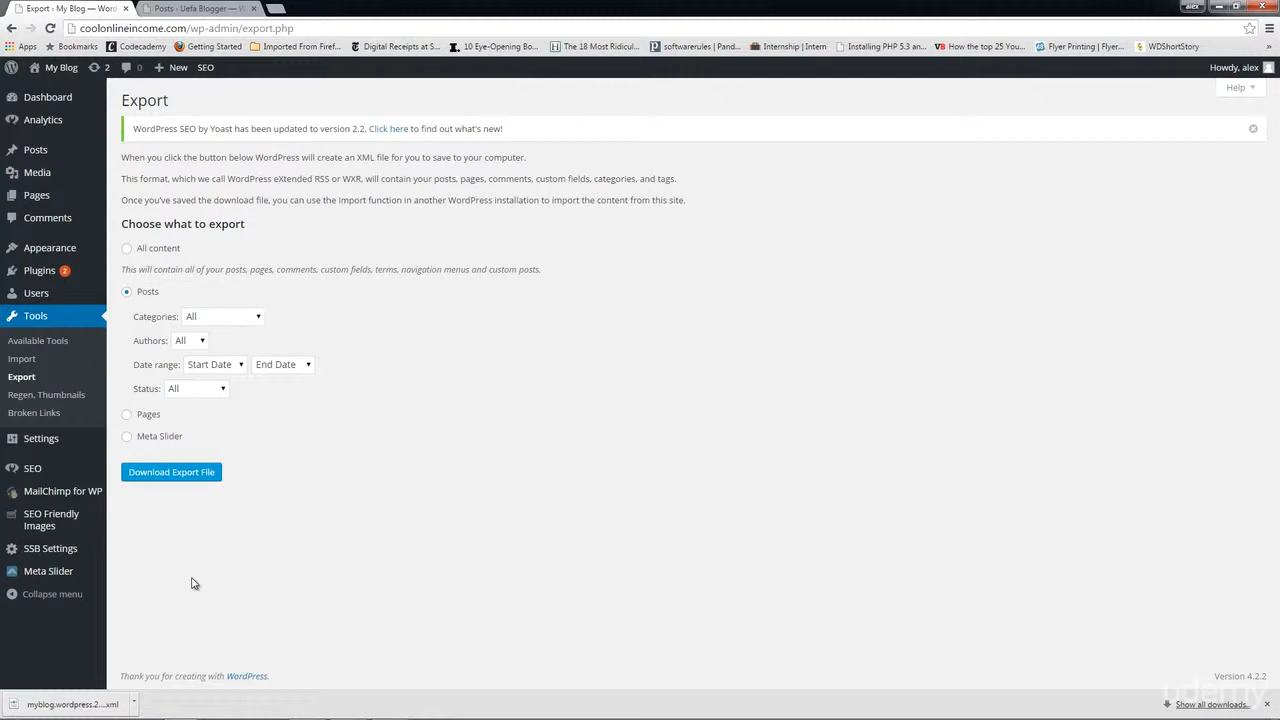 Export ‹ My Blog — Word
Posts ‹ Uefa Blogger — W
alex
coolonlineincome.com/wp-admin/export.php
Apps
Bookmarks
Codecademy
Getting Started
Imported From Firef...
Digital Receipts at S...
10 Eye-Opening Bo...
The 18 Most Ridicul...
softwarerules | Pand...
Internship | Intern
Installing PHP 5.3 an...
How the top 25 You...
Flyer Printing | Flyer...
WDShortStory
»
My Blog
2
0
New
SEO
Howdy, alex
Help
Dashboard
Analytics
Posts
Media
Pages
Comments
Appearance
Plugins 2
Users
Tools
Available Tools
Import
Export
Regen. Thumbnails
Broken Links
Settings
SEO
MailChimp for WP
SEO Friendly
Images
SSB Settings
Meta Slider
Collapse menu
Export
WordPress SEO by Yoast has been updated to version 2.2. Click here to find out what's new!
When you click the button below WordPress will create an XML file for you to save to your computer.
This format, which we call WordPress eXtended RSS or WXR, will contain your posts, pages, comments, custom fields, categories, and tags.
Once you've saved the download file, you can use the Import function in another WordPress installation to import the content from this site.
Choose what to export
All content
This will contain all of your posts, pages, comments, custom fields, terms, navigation menus and custom posts.
Posts
Categories: All
Authors: All
Date range: Start Date End Date
Status: All
Pages
Meta Slider
Download Export File
Thank you for creating with WordPress.
Version 4.2.2
myblog.wordpress.2....xml
Show all downloads...
udemy